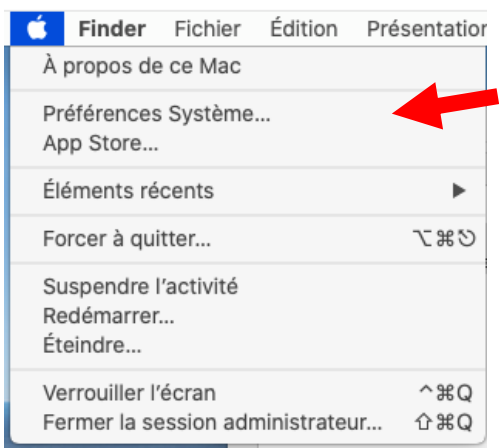 Finder Fichier Édition Présentation
À propos de ce Mac
Préférences Système...
App Store...
Éléments récents ▶
Forcer à quitter... ⌥⌘⎋
Suspendre l'activité
Redémarrer...
Éteindre...
Verrouiller l'écran ^⌘Q
Fermer la session administrateur... ⇧⌘Q